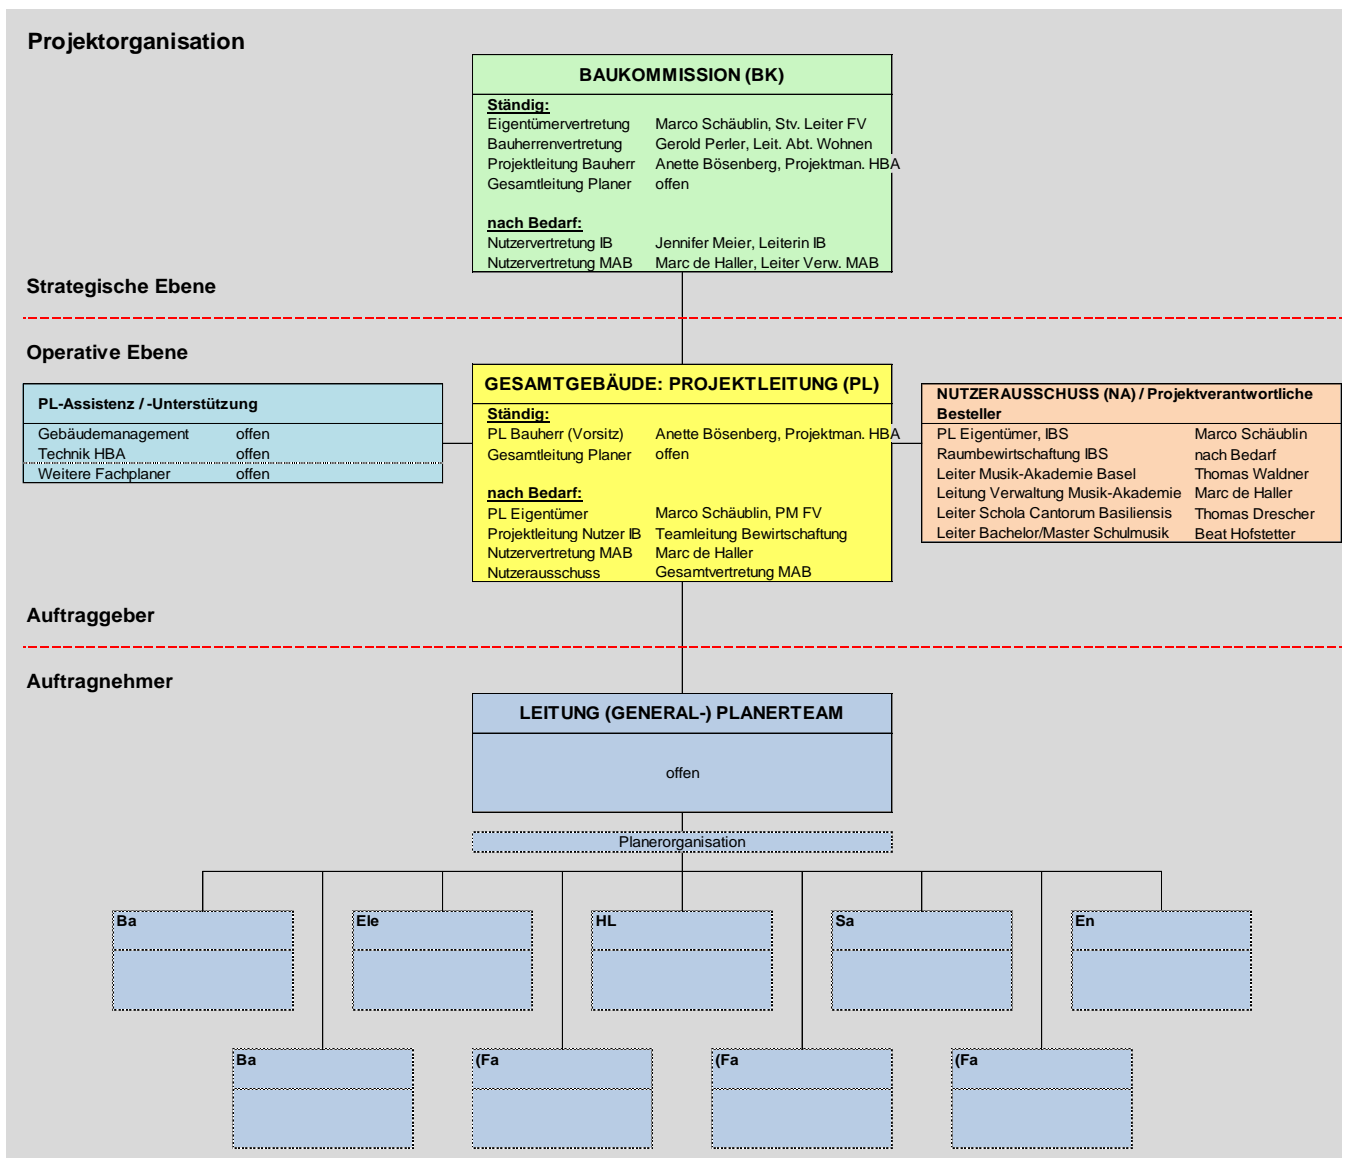 Projektorganisation
BAUKOMMISSION (BK)
Ständig:
Eigentümervertretung Marco Schäublin, Stv. Leiter FV
Bauherrenvertretung Gerold Perler, Leit. Abt. Wohnen
Projektleitung Bauherr Anette Bösenberg, Projektman. HBA
Gesamtleitung Planer offen
nach Bedarf:
Nutzervertretung IB Jennifer Meier, Leiterin IB
Nutzervertretung MAB Marc de Haller, Leiter Verw. MAB
Strategische Ebene
Operative Ebene
PL-Assistenz / -Unterstützung
Gebäudemanagement offen
Technik HBA offen
Weitere Fachplaner offen
GESAMTGEBÄUDE: PROJEKTLEITUNG (PL)
Ständig:
PL Bauherr (Vorsitz) Anette Bösenberg, Projektman. HBA
Gesamtleitung Planer offen
nach Bedarf:
PL Eigentümer Marco Schäublin, PM FV
Projektleitung Nutzer IB Teamleitung Bewirtschaftung
Nutzervertretung MAB Marc de Haller
Nutzerausschuss Gesamtvertretung MAB
NUTZERAUSSCHUSS (NA) / Projektverantwortliche
Besteller
PL Eigentümer, IBS Marco Schäublin
Raumbewirtschaftung IBS nach Bedarf
Leiter Musik-Akademie Basel Thomas Waldner
Leitung Verwaltung Musik-Akademie Marc de Haller
Leiter Schola Cantorum Basiliensis Thomas Drescher
Leiter Bachelor/Master Schulmusik Beat Hofstetter
Auftraggeber
Auftragnehmer
LEITUNG (GENERAL-) PLANERTEAM
offen
Planerorganisation
Ba Ele HL Sa En
Ba (Fa (Fa (Fa